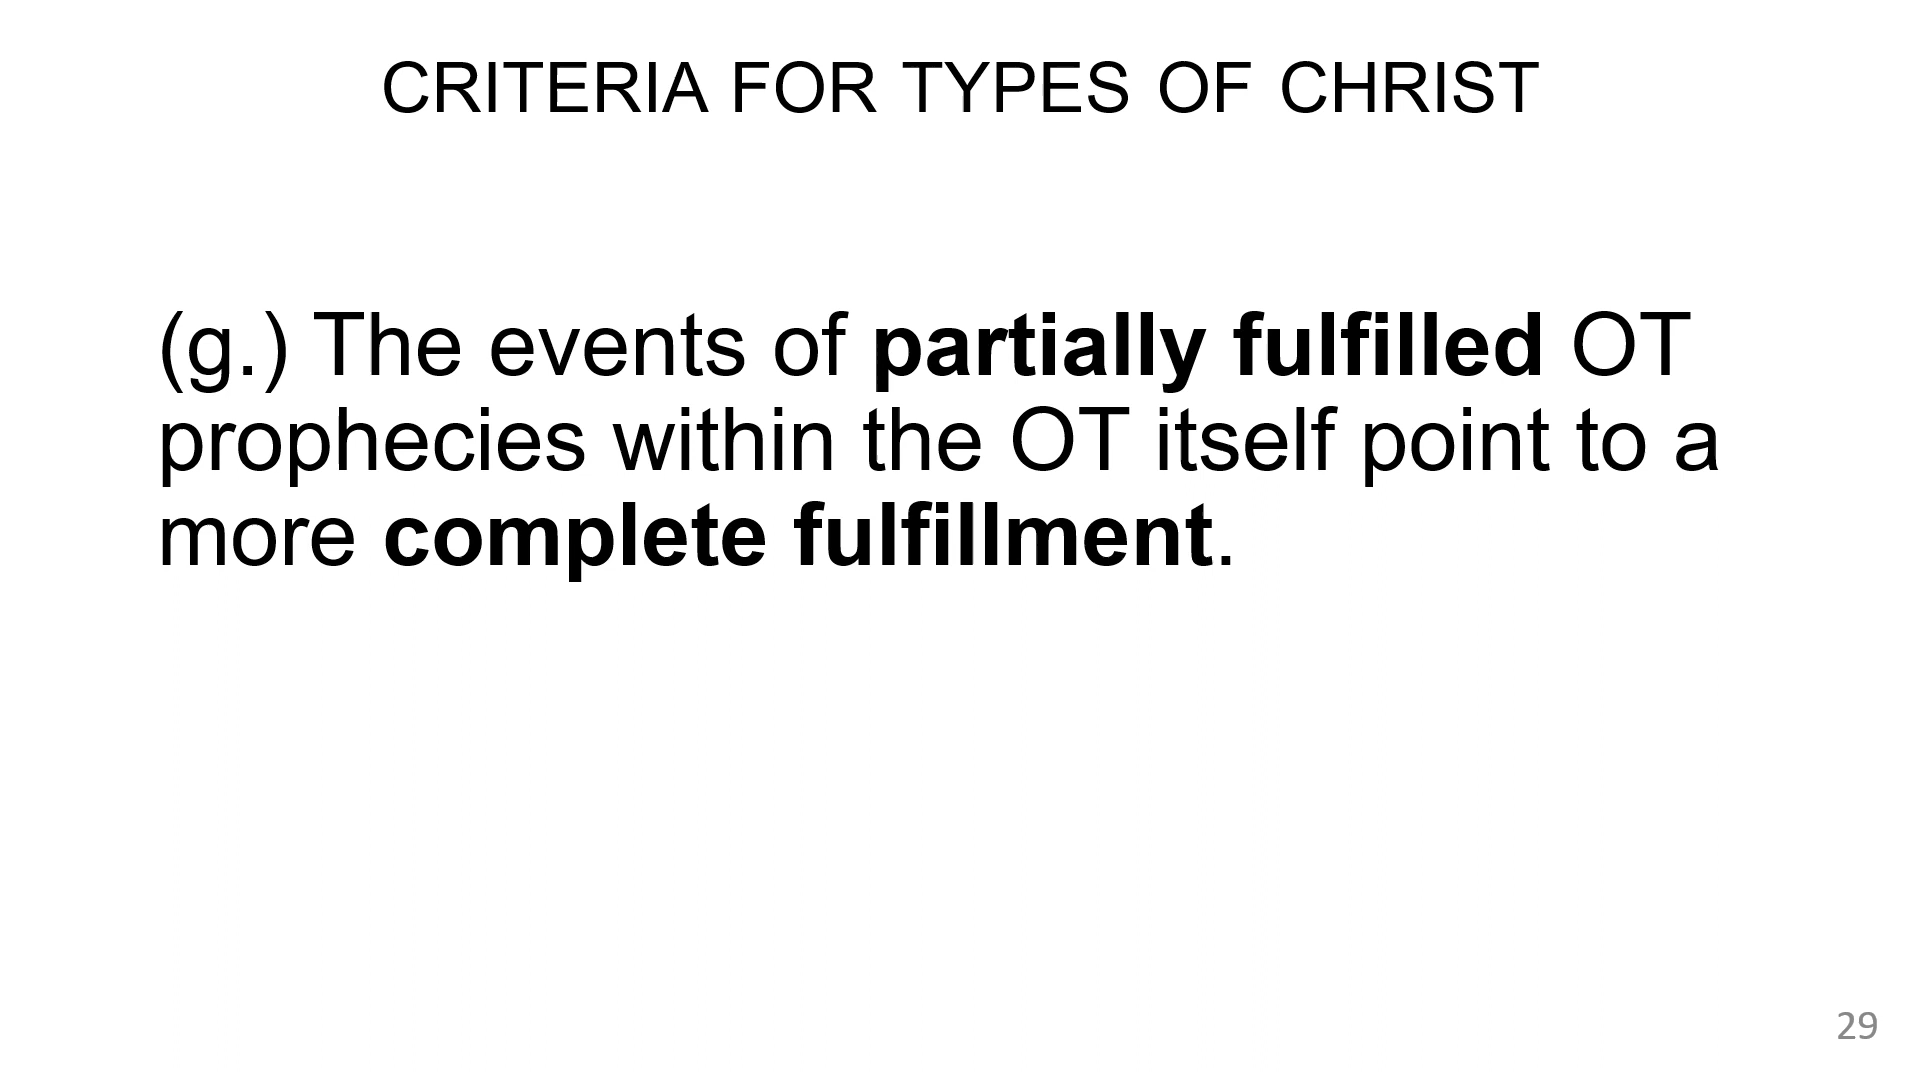 CRITERIA FOR TYPES OF CHRIST
(g.) The events of partially fulfilled OT
prophecies within the OT itself point to a
more complete fulfillment.
29